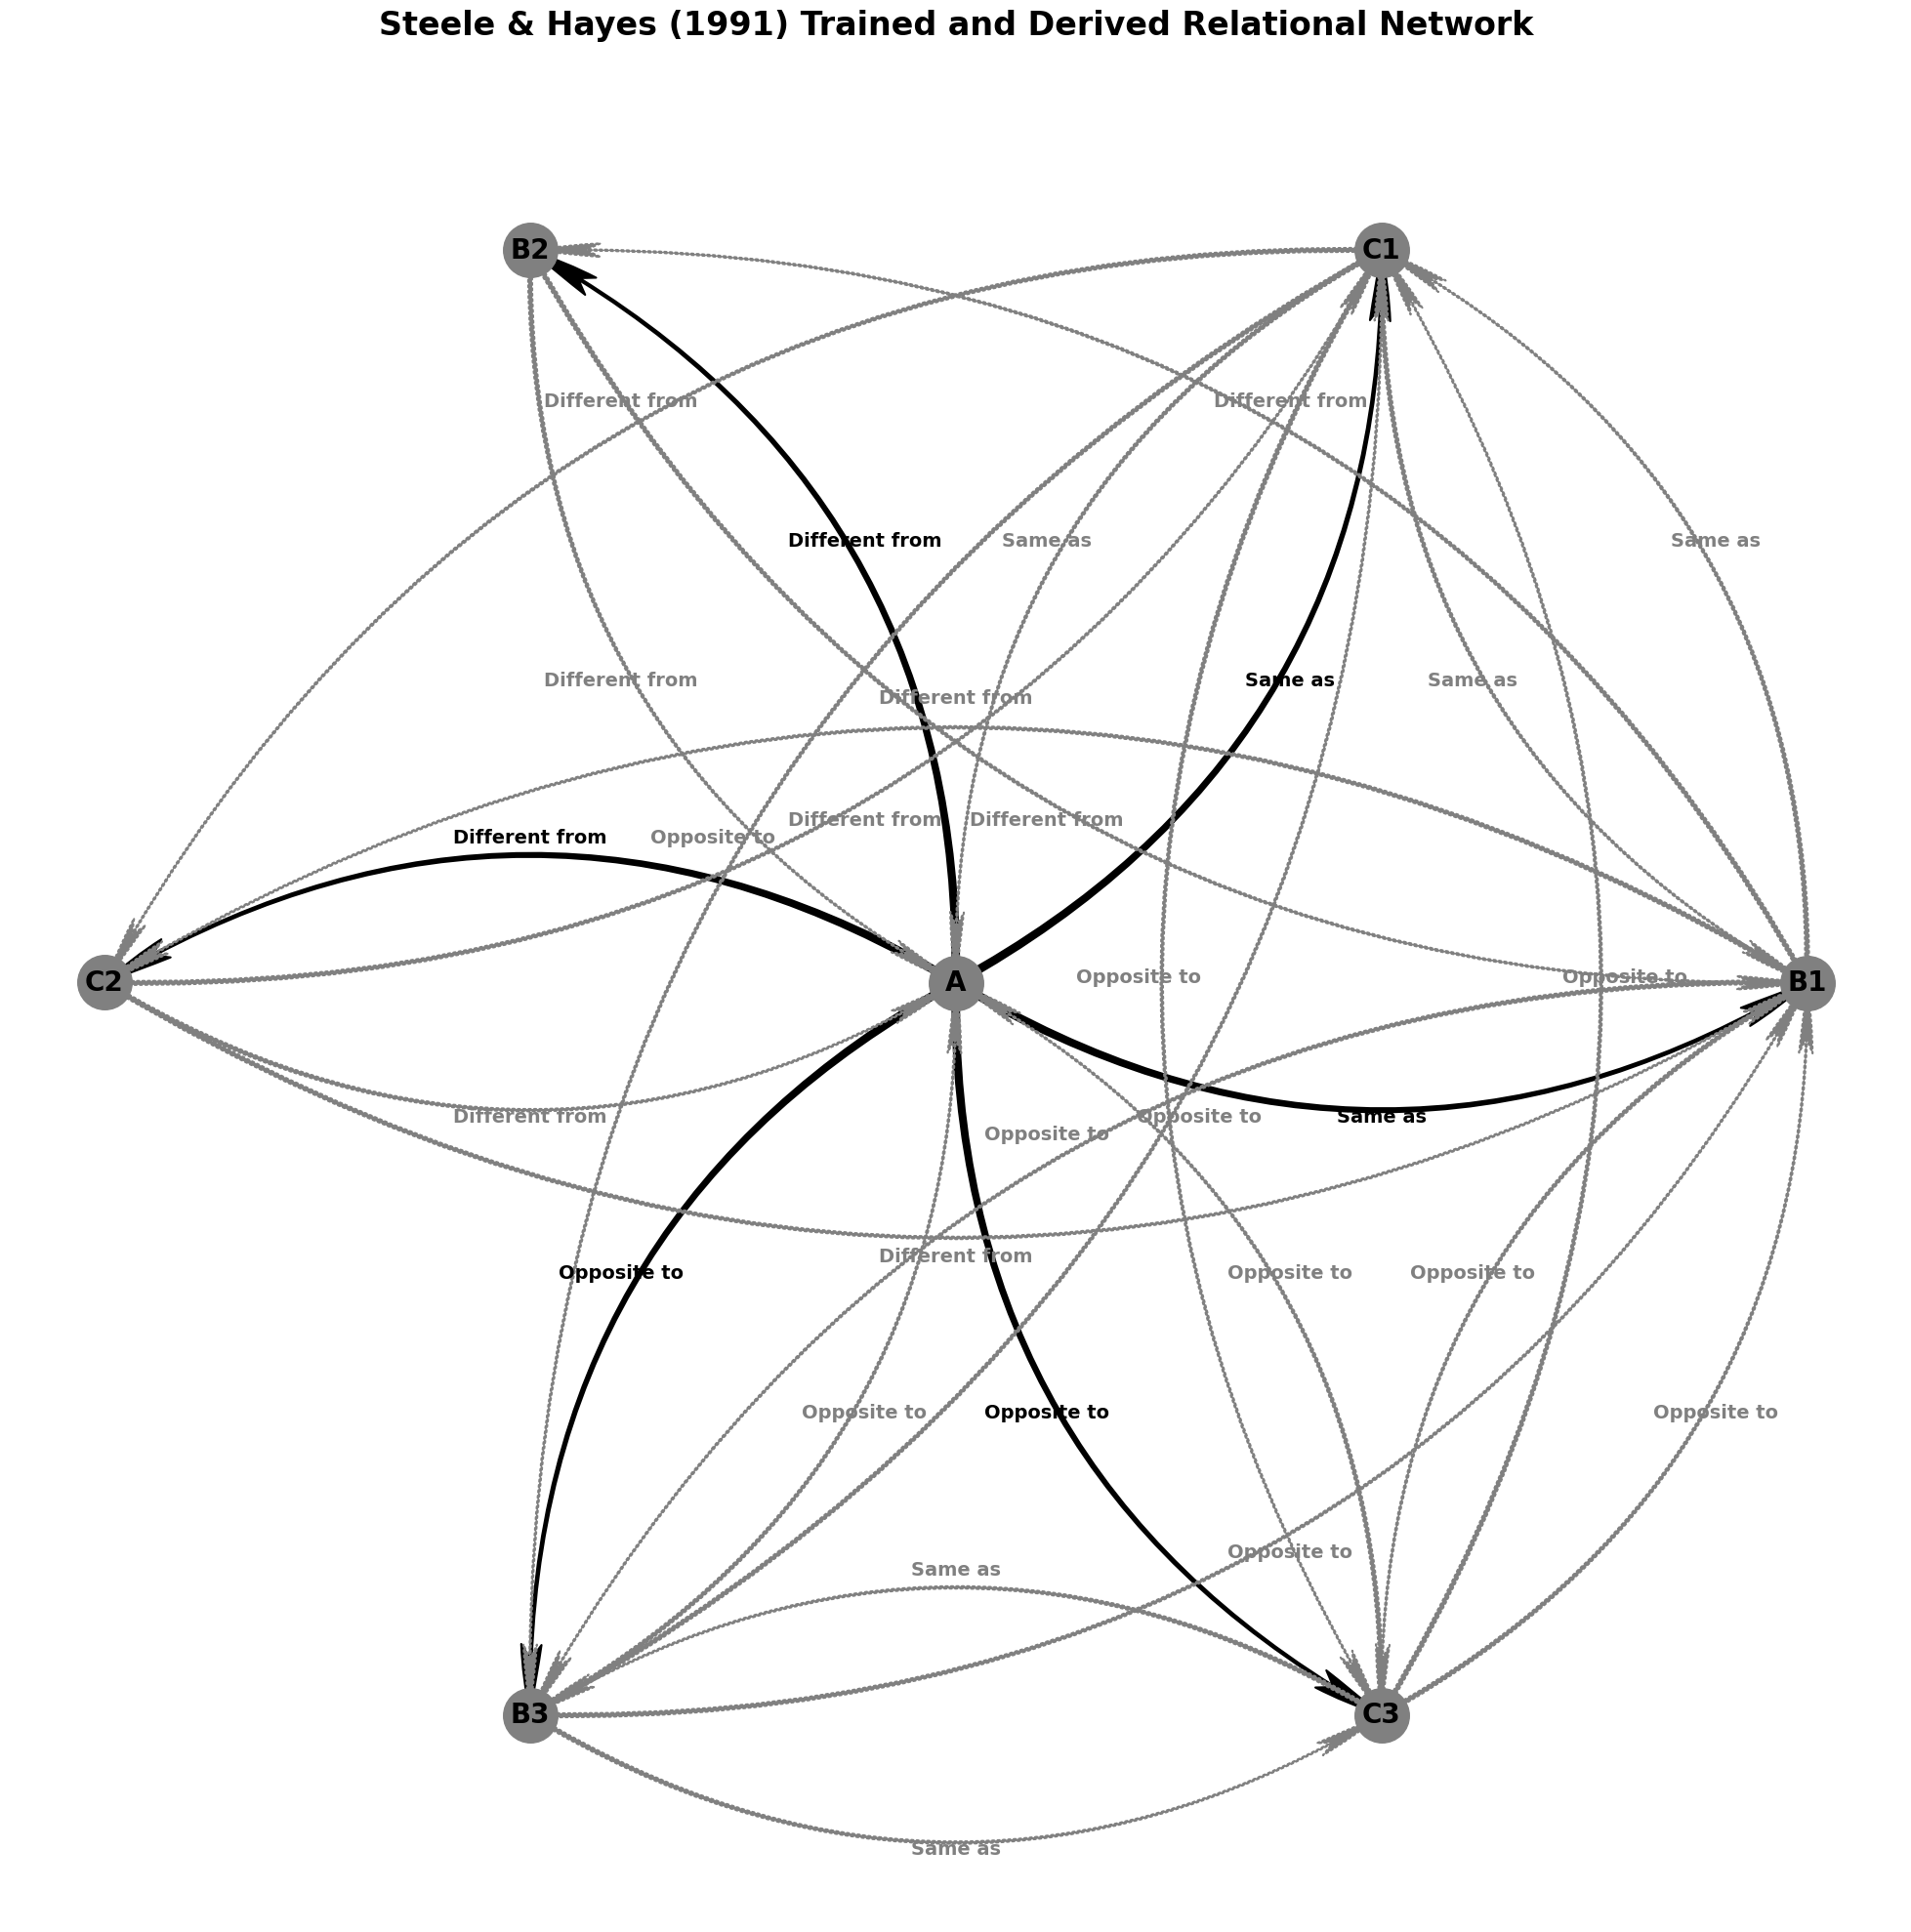 Steele & Hayes (1991) Trained and Derived Relational Network
B2
C1
Different from
Different from
Different from
Same as
Same as
Different from
Same as
Same as
Different from
Different from
Different from
Different from
Opposite to
C2
A
Opposite to
Opposite to
B1
Different from
Opposite to
Same as
Opposite to
Different from
Opposite to
Opposite to
Opposite to
Opposite to
Opposite to
Opposite to
Same as
Opposite to
B3
C3
Same as